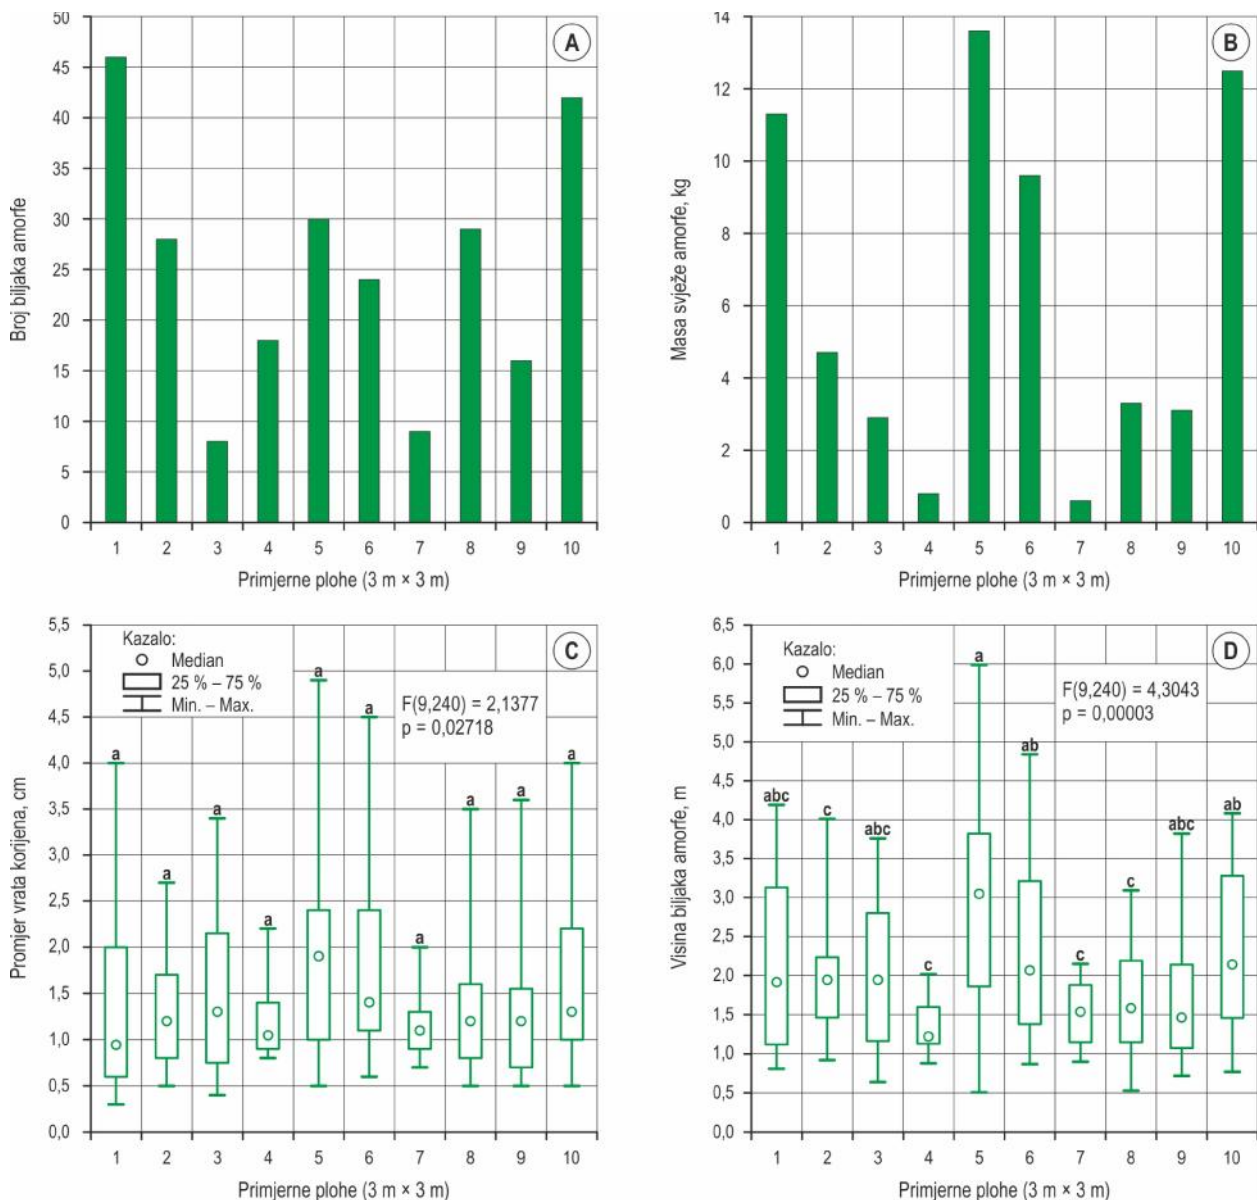 50
45
40
35
30
25
20
15
10
5
0
Broj biljaka amorfe
A
1 2 3 4 5 6 7 8 9 10
Primjerne plohe (3 m × 3 m)
14
12
10
8
6
4
2
0
Masa svježe amorfe, kg
B
1 2 3 4 5 6 7 8 9 10
Primjerne plohe (3 m × 3 m)
5,5
5,0
4,5
4,0
3,5
3,0
2,5
2,0
1,5
1,0
0,5
0,0
Promjer vrata korijena, cm
Kazalo:
Median
25 % – 75 %
Min. – Max.
C
F(9,240) = 2,1377
p = 0,02718
a a a a a a a a a a
1 2 3 4 5 6 7 8 9 10
Primjerne plohe (3 m × 3 m)
6,5
6,0
5,5
5,0
4,5
4,0
3,5
3,0
2,5
2,0
1,5
1,0
0,5
0,0
Visina biljaka amorfe, m
Kazalo:
Median
25 % – 75 %
Min. – Max.
D
F(9,240) = 4,3043
p = 0,00003
abc c abc c a ab c c abc ab
1 2 3 4 5 6 7 8 9 10
Primjerne plohe (3 m × 3 m)